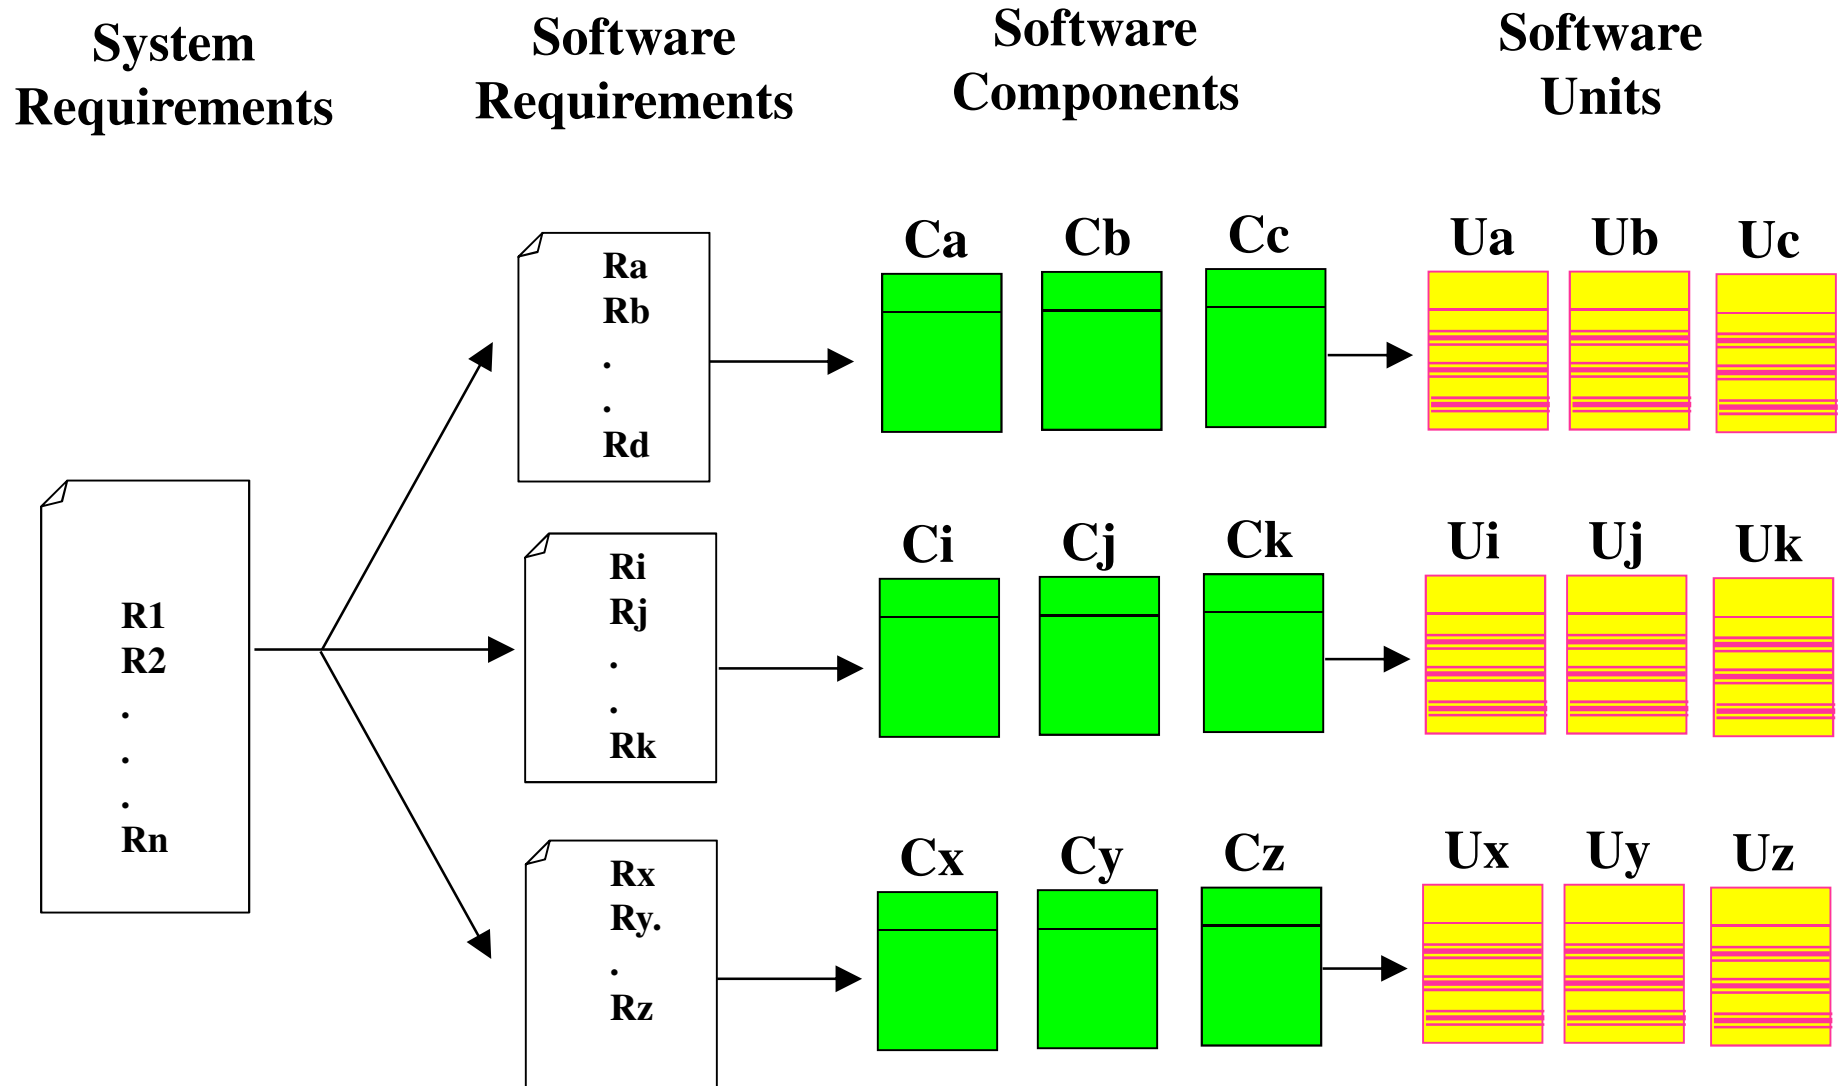 System
Requirements
Software
Requirements
Software
Components
Software
Units
R1
R2
.
.
.
Rn
Ra
Rb
.
.
Rd
Ca Cb Cc
Ua Ub Uc
Ri
Rj
.
.
Rk
Ci Cj Ck
Ui Uj Uk
Rx
Ry.
.
Rz
Cx Cy Cz
Ux Uy Uz